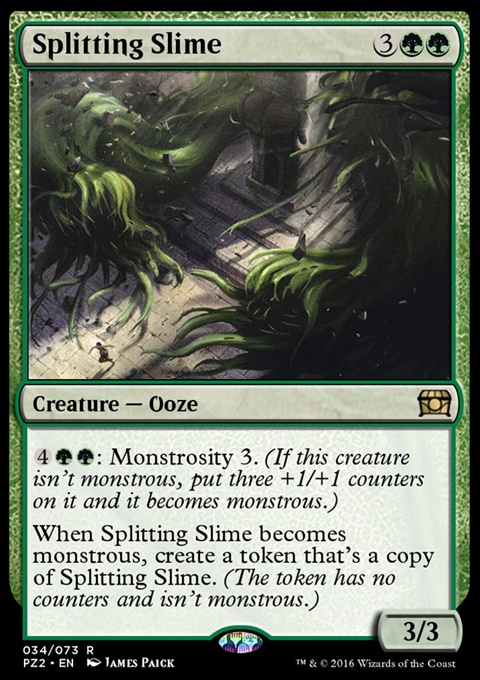 Splitting Slime 3
Creature — Ooze
4: Monstrosity 3. (If this creature
isn't monstrous, put three +1/+1 counters
on it and it becomes monstrous.)
When Splitting Slime becomes
monstrous, create a token that's a copy
of Splitting Slime. (The token has no
counters and isn't monstrous.)
3/3
034/073 R
PZ2 • EN James Paick
™ & © 2016 Wizards of the Coast